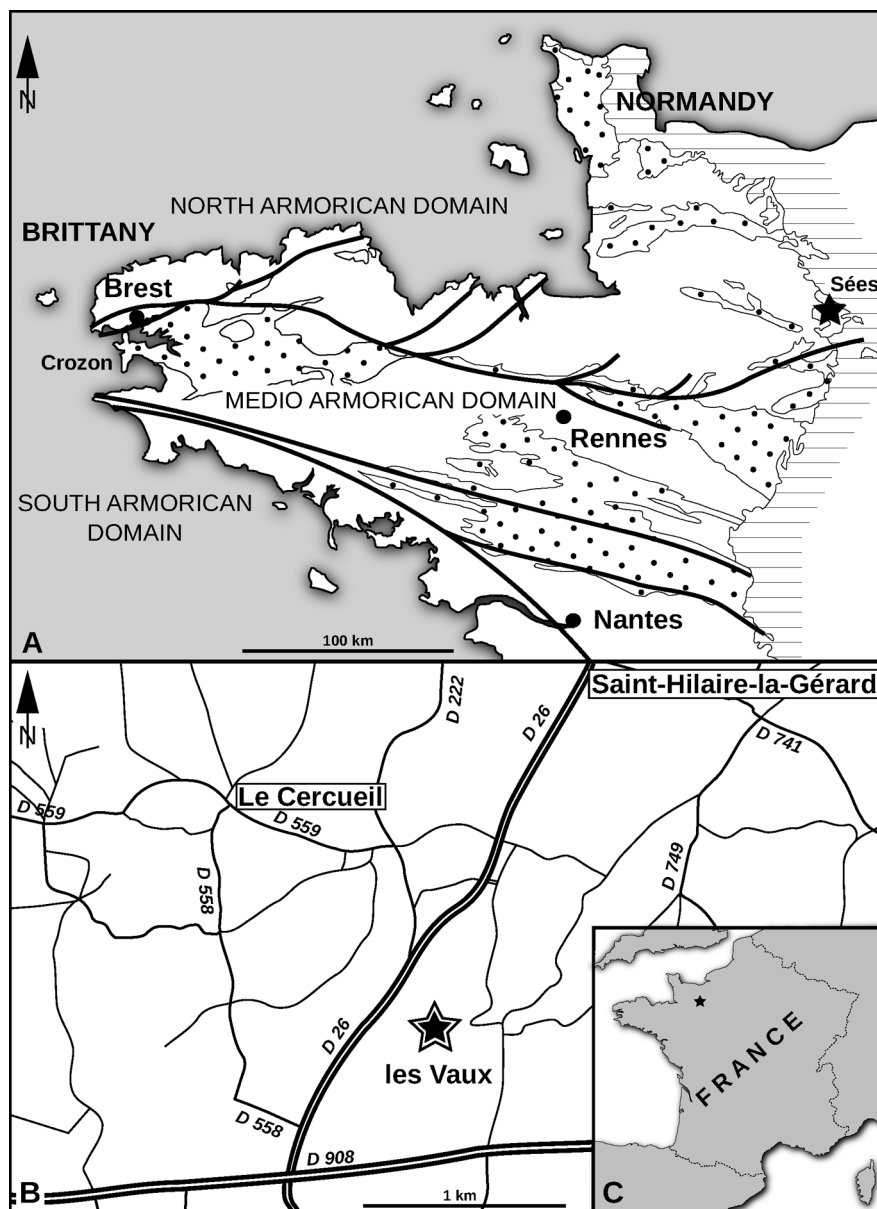 N
NORMANDY
NORTH ARMORICAN DOMAIN
BRITTANY
Brest
Sées
Crozon
MEDIO ARMORICAN DOMAIN
Rennes
SOUTH ARMORICAN
DOMAIN
Nantes
A
100 km
N
D 222
D 26
Saint-Hilaire-la-Gérard
D 741
D 559
Le Cercueil
D 559
D 558
D 749
D 26
les Vaux
FRANCE
D 558
D 908
B
1 km
C